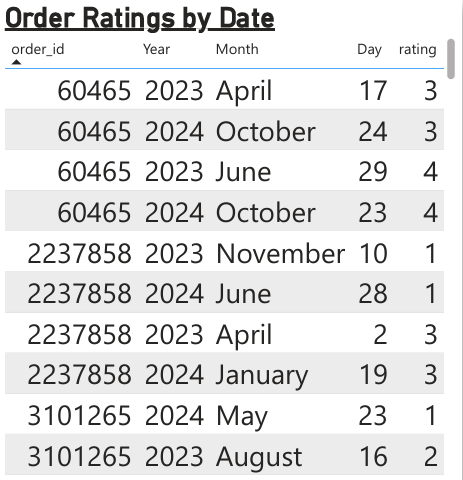 Order Ratings by Date
order_id Year Month Day rating
60465 2023 April 17 3
60465 2024 October 24 3
60465 2023 June 29 4
60465 2024 October 23 4
2237858 2023 November 10 1
2237858 2024 June 28 1
2237858 2023 April 2 3
2237858 2024 January 19 3
3101265 2024 May 23 1
3101265 2023 August 16 2